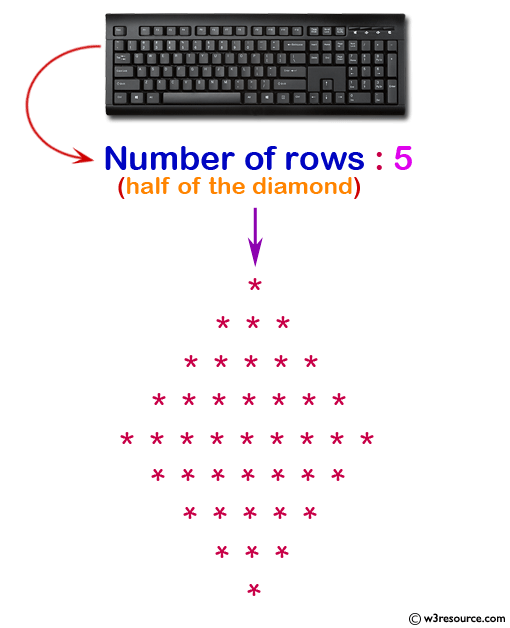 Number of rows : 5
(half of the diamond)
*
* * *
* * * * *
* * * * * * *
* * * * * * * * *
* * * * * * *
* * * * *
* * *
*
© w3resource.com